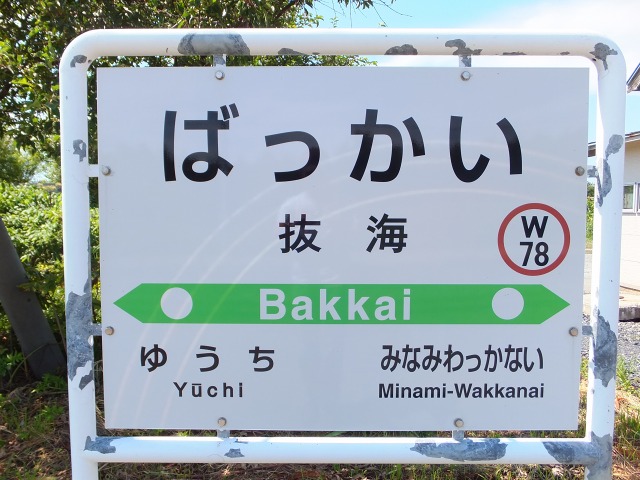 ばっかい
抜海
W
78
Bakkai
ゆうち
Yūchi
みなみわっかない
Minami-Wakkanai